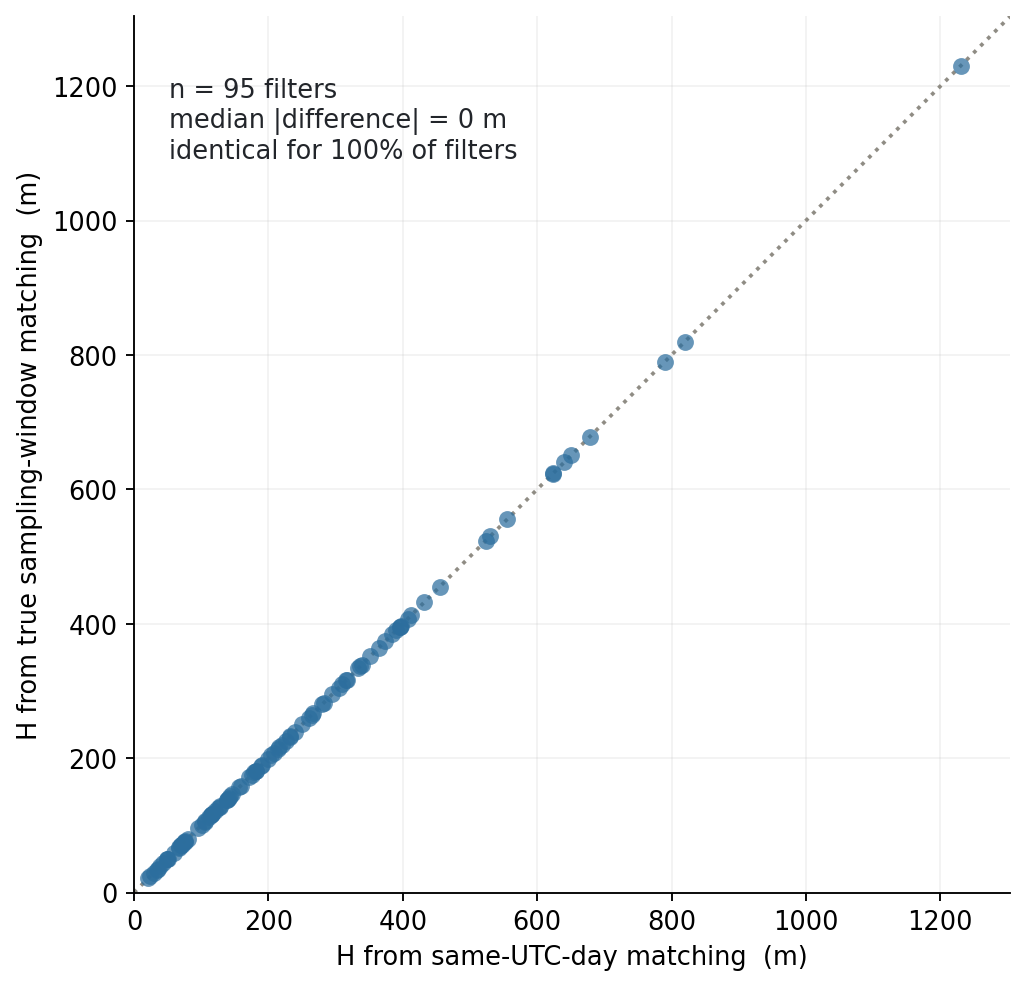 n = 95 filters
median |difference| = 0 m
identical for 100% of filters
H from true sampling-window matching (m)
1200
1000
800
600
400
200
0
0 200 400 600 800 1000 1200
H from same-UTC-day matching (m)